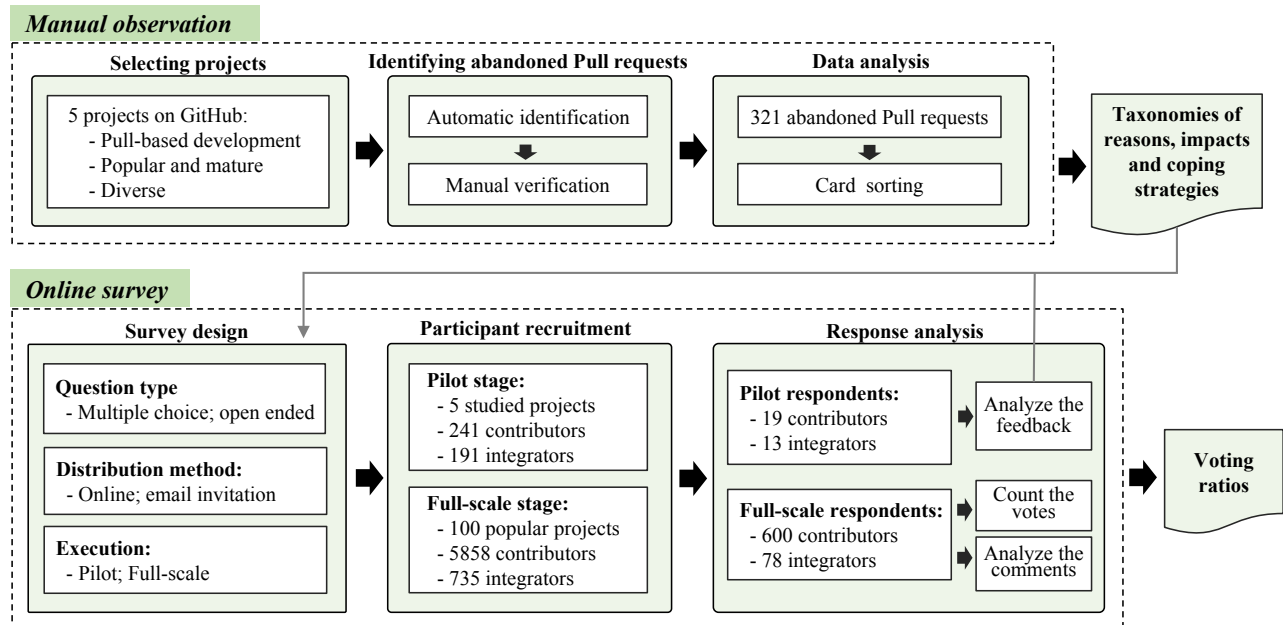 Manual observation
Selecting projects
5 projects on GitHub:
- Pull-based development
- Popular and mature
- Diverse
Identifying abandoned Pull requests
Automatic identification
Manual verification
Data analysis
321 abandoned Pull requests
Card sorting
Taxonomies of
reasons, impacts
and coping
strategies
Online survey
Survey design
Question type
- Multiple choice; open ended
Distribution method:
- Online; email invitation
Execution:
- Pilot; Full-scale
Participant recruitment
Pilot stage:
- 5 studied projects
- 241 contributors
- 191 integrators
Full-scale stage:
- 100 popular projects
- 5858 contributors
- 735 integrators
Response analysis
Pilot respondents:
- 19 contributors
- 13 integrators
Analyze the
feedback
Full-scale respondents:
- 600 contributors
- 78 integrators
Count the
votes
Analyze the
comments
Voting
ratios